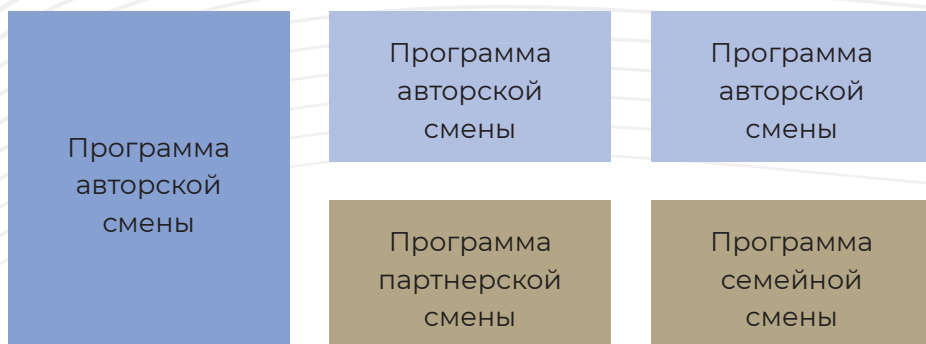 Программа
авторской
смены
Программа
авторской
смены
Программа
авторской
смены
Программа
партнерской
смены
Программа
семейной
смены